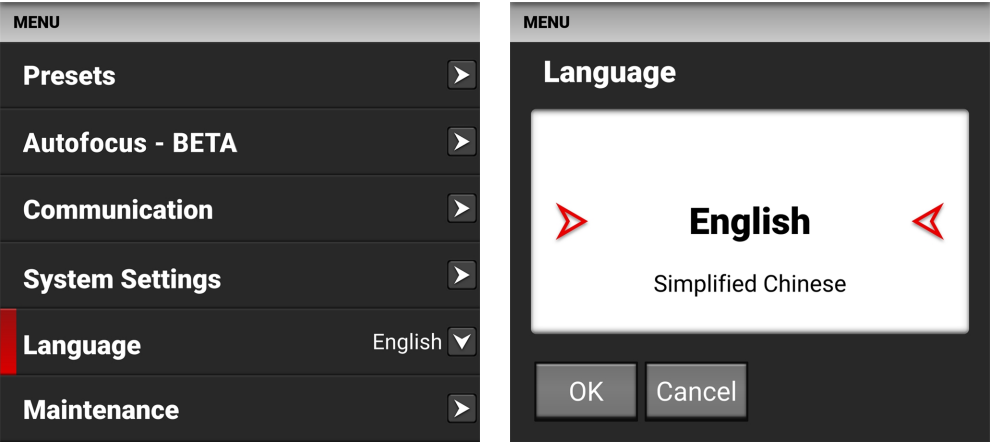 MENU
Presets
Autofocus - BETA
Communication
System Settings
Language English
Maintenance
MENU
Language
English
Simplified Chinese
OK Cancel